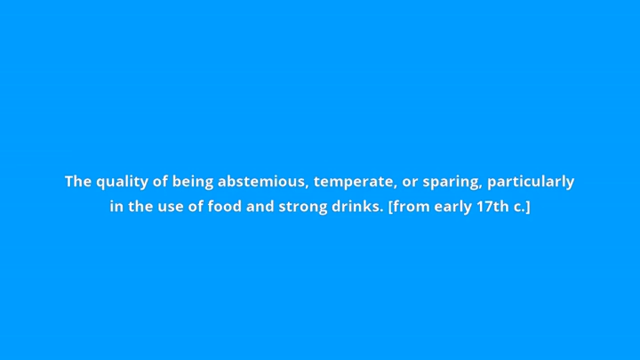 The quality of being abstemious, temperate, or sparing, particularly
in the use of food and strong drinks. [from early 17th c.]